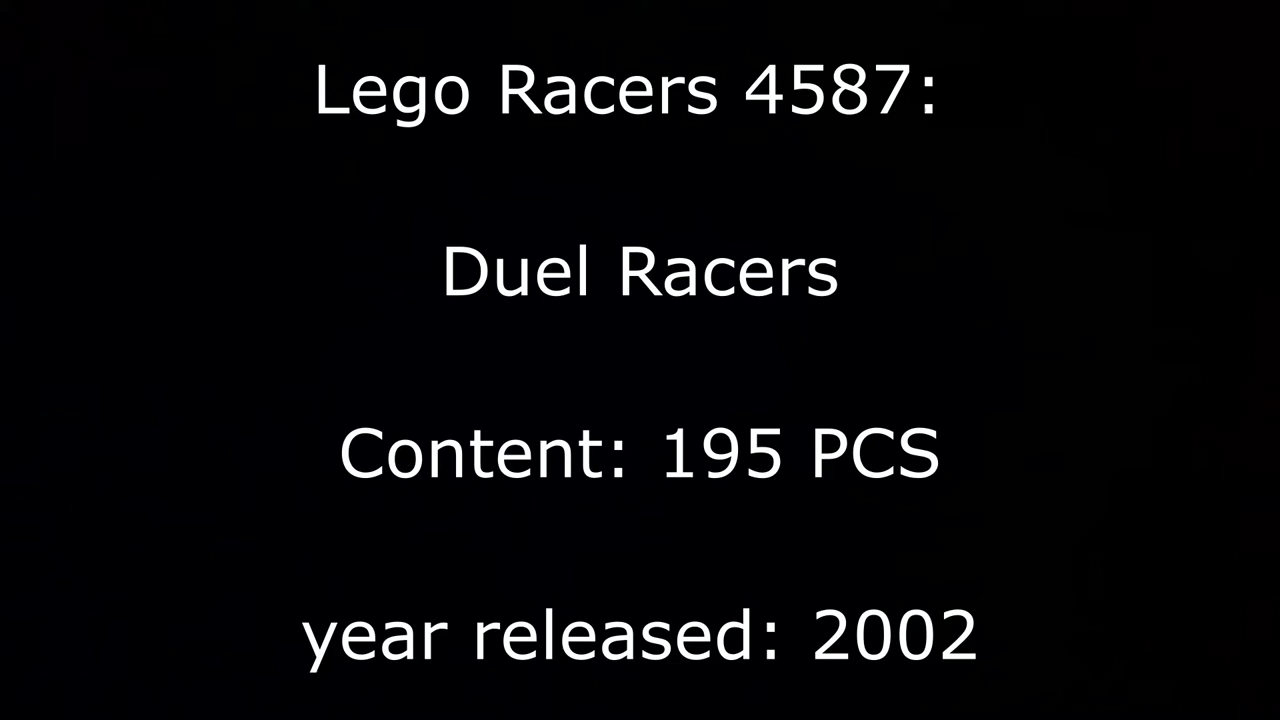 Lego Racers 4587:
Duel Racers
Content: 195 PCS
year released: 2002